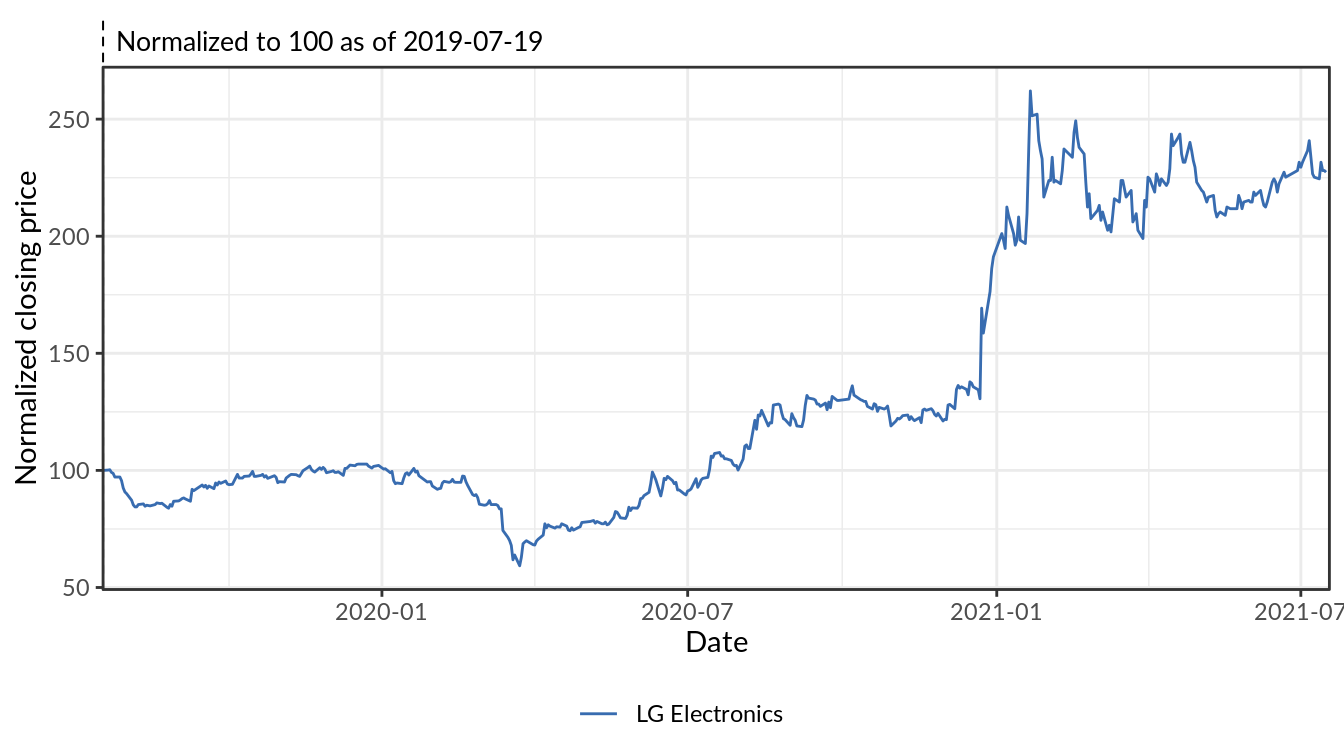 Normalized to 100 as of 2019-07-19
Normalized closing price
250
200
150
100
50
2020-01
2020-07
2021-01
2021-07
Date
LG Electronics